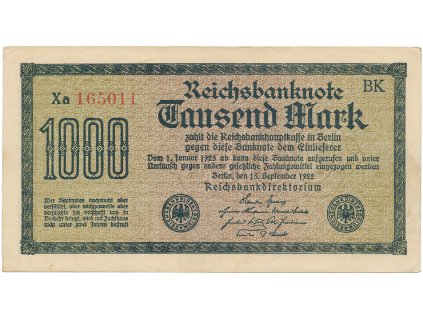 Reichsbanknote
BK
Xa 165011
Tausend Mark
1000
zahlt die Reichsbankhauptkasse in Berlin
gegen diese Banknote dem Einlieferer
Vom 1. Januar 1923 ab kann diese Banknote aufgerufen und unter
Umtausch gegen andere gesetzliche Zahlungsmittel eingezogen werden
Berlin, den 15. September 1922
Reichsbankdirektorium
Wer Banknoten nachmacht oder
verfälscht, oder nachgemachte oder
verfälschte sich verschafft und in
Verkehr bringt, wird mit Zuchthaus
nicht unter zwei Jahren bestraft